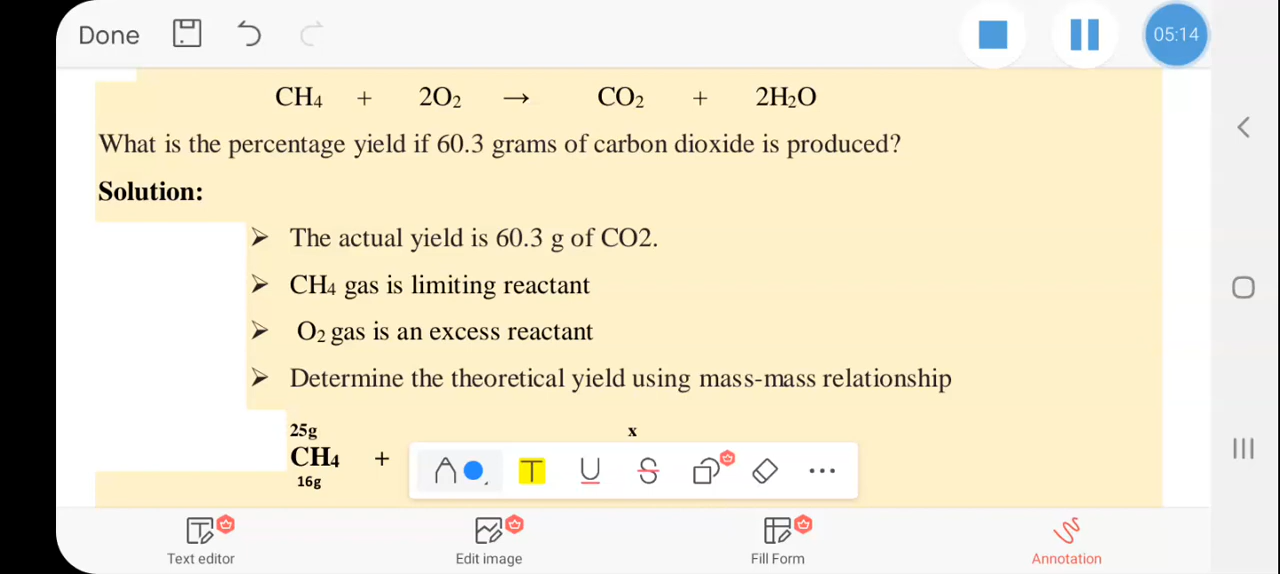 Done
05:14
CH₄ + 2O₂ → CO₂ + 2H₂O
What is the percentage yield if 60.3 grams of carbon dioxide is produced?
Solution:
➢ The actual yield is 60.3 g of CO2.
➢ CH₄ gas is limiting reactant
➢ O₂ gas is an excess reactant
➢ Determine the theoretical yield using mass-mass relationship
25g x
CH₄ +
16g
T U S
Text editor Edit image Fill Form Annotation